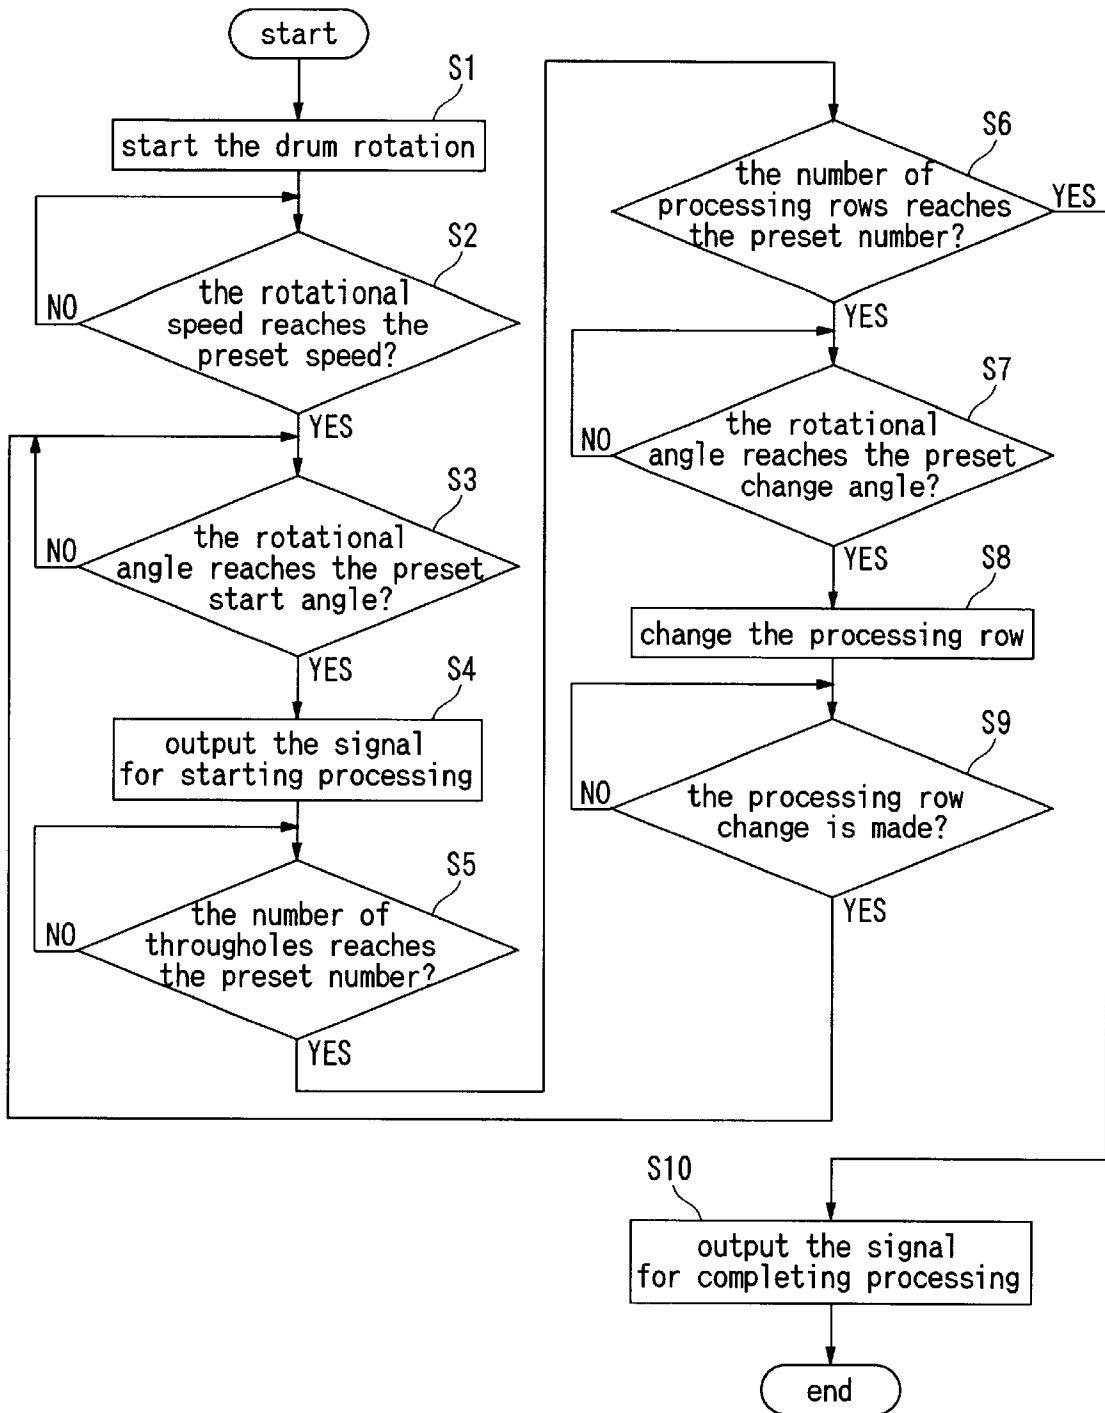 start
S1
start the drum rotation
S2
the rotational
speed reaches the
preset speed?
NO
YES
S3
the rotational
angle reaches the preset
start angle?
NO
YES
S4
output the signal
for starting processing
S5
the number of
througholes reaches
the preset number?
NO
YES
S6
the number of
processing rows reaches
the preset number?
YES
YES
S7
the rotational
angle reaches the preset
change angle?
NO
YES
S8
change the processing row
S9
the processing row
change is made?
NO
YES
S10
output the signal
for completing processing
end